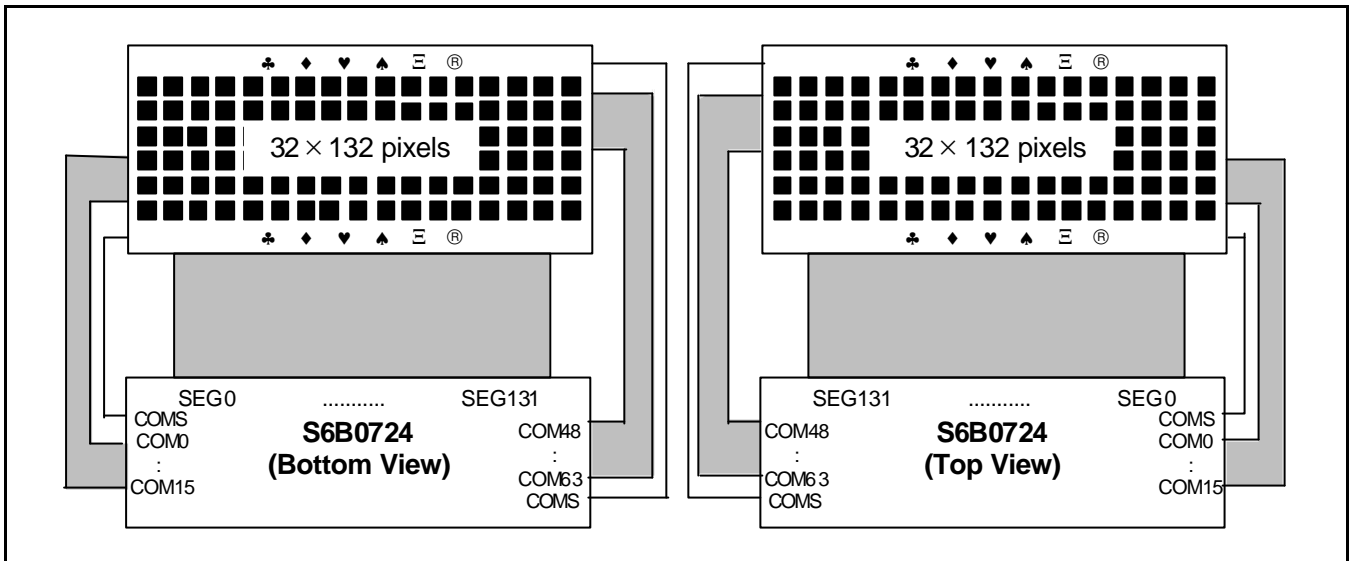 ♣ ♦ ♥ ♠ Ξ ®
32 × 132 pixels
♣ ♦ ♥ ♠ Ξ ®
SEG0 ........... SEG131
COMS
COM0
:
COM15
S6B0724
(Bottom View)
COM48
:
COM63
COMS
♣ ♦ ♥ ♠ Ξ ®
32 × 132 pixels
♣ ♦ ♥ ♠ Ξ ®
SEG131 ........... SEG0
COM48
:
COM63
COMS
S6B0724
(Top View)
COMS
COM0
:
COM15